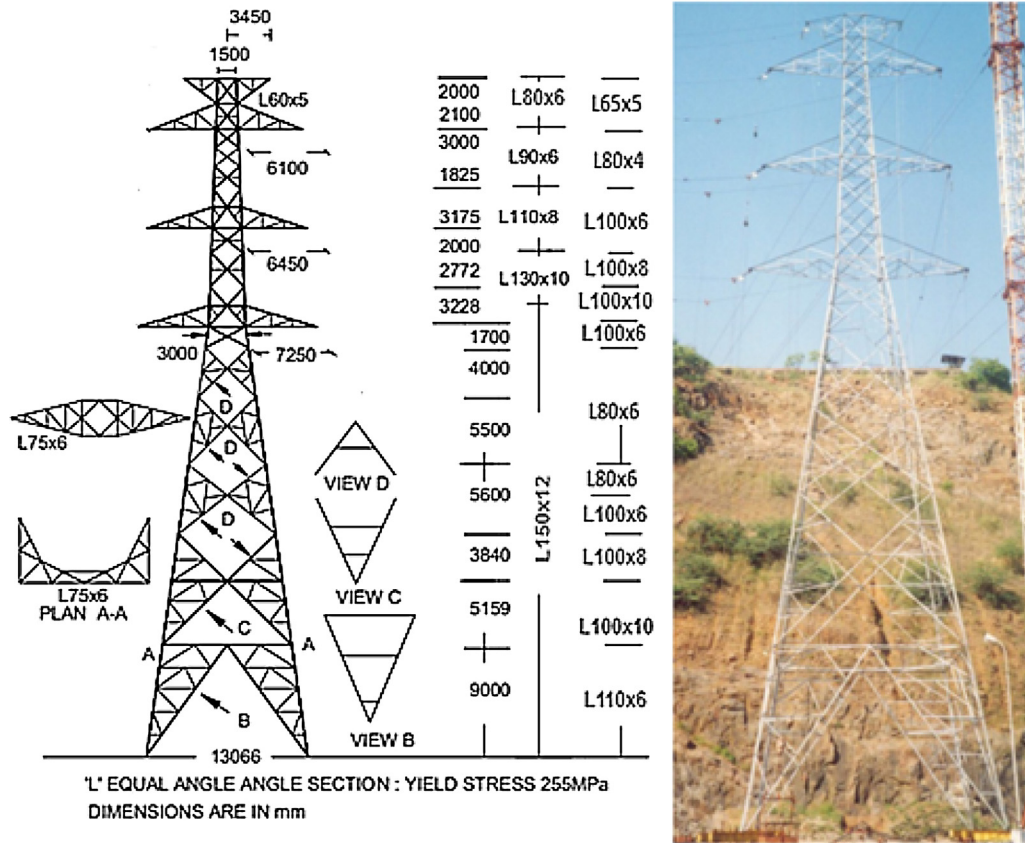 3450
1500
L60x5
6100
6450
3000
7250
D
D
D
L75x6
L75x6
PLAN A-A
C
A
A
B
13066
VIEW D
VIEW C
VIEW B
2000
2100
3000
1825
3175
2000
2772
3228
1700
4000
5500
5600
3840
5159
9000
L80x6
L90x6
L110x8
L130x10
L150x12
L65x5
L80x4
L100x6
L100x8
L100x10
L100x6
L80x6
L80x6
L100x6
L100x8
L100x10
L110x6
"L" EQUAL ANGLE ANGLE SECTION : YIELD STRESS 255MPa
DIMENSIONS ARE IN mm